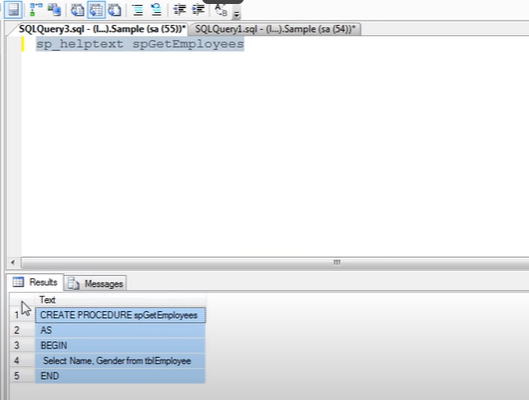 SQLQuery3.sql - (l...).Sample (sa (55))* SQLQuery1.sql - (l...).Sample (sa (54))*
sp_helptext spGetEmployees
Results Messages
Text
1 CREATE PROCEDURE spGetEmployees
2 AS
3 BEGIN
4 Select Name, Gender from tblEmployee
5 END